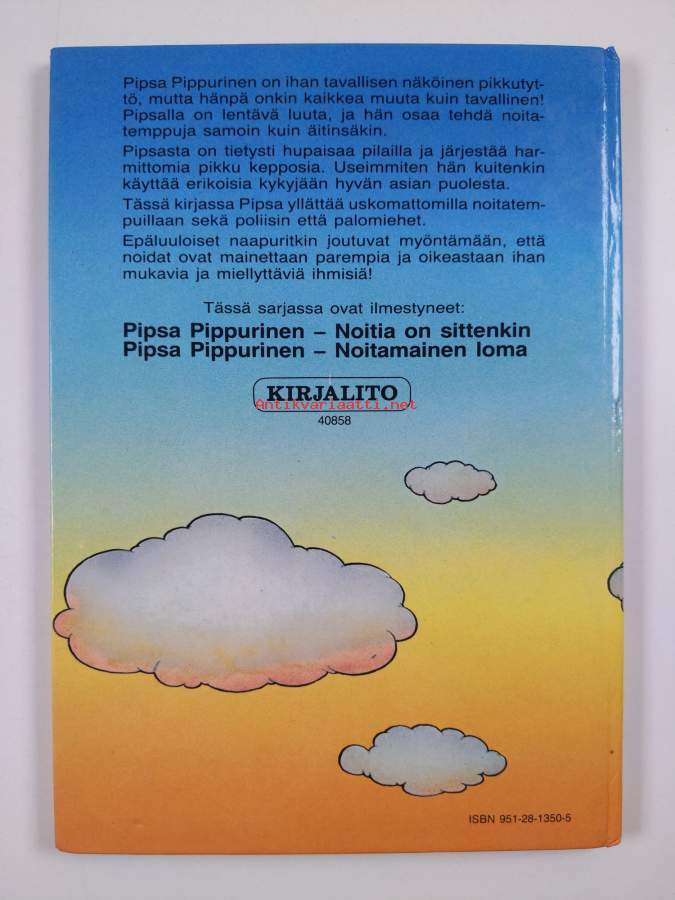 Pipsa Pippurinen on ihan tavallisen näköinen pikkutyt-
tö, mutta hänpä onkin kaikkea muuta kuin tavallinen!
Pipsalla on lentävä luuta, ja hän osaa tehdä noita-
temppuja samoin kuin äitinsäkin.
Pipsasta on tietysti hupaisaa pilailla ja järjestää har-
mittomia pikku kepposia. Useimmiten hän kuitenkin
käyttää erikoisia kykyjään hyvän asian puolesta.
Tässä kirjassa Pipsa yllättää uskomattomilla noitatem-
puillaan sekä poliisin että palomiehet.
Epäluuloiset naapuritkin joutuvat myöntämään, että
noidat ovat mainettaan parempia ja oikeastaan ihan
mukavia ja miellyttäviä ihmisiä!
Tässä sarjassa ovat ilmestyneet:
Pipsa Pippurinen – Noitia on sittenkin
Pipsa Pippurinen – Noitamainen loma
KIRJALITO
Antikvariaatti.net
40858
ISBN 951-28-1350-5